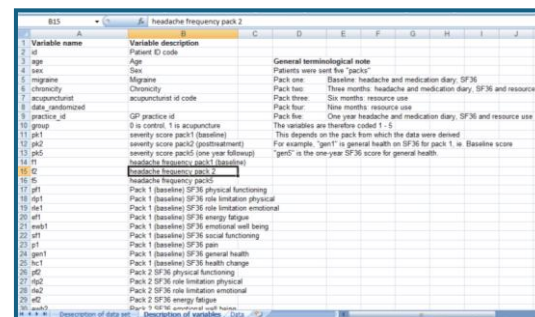 B15 fx headache frequency pack 2
A B C D E F G H I J
1 Variable name Variable description
2 id Patient ID code
3 age Age General terminological note
4 sex Sex Patients were sent five "packs"
5 migraine Migraine Pack one: Baseline: headache and medication diary, SF36
6 chronicity Chronicity Pack two: Three months: headache and medication diary, SF36 and resource
7 acupuncturist acupuncturist id code Pack three: Six months: resource use
8 date_randomized Pack four: Nine months: resource use
9 practice_id GP practice id Pack five: One year headache and medication diary, SF36 and resource use
10 group 0 is control, 1 is acupuncture The variables are therefore coded 1 - 5
11 pk1 severity score pack1 (baseline) This depends on the pack from which the data were derived
12 pk2 severity score pack2 (posttreatment) For example, "gen1" is general health on SF36 for pack 1, ie. Baseline score
13 pk5 severity score pack5 (one year followup) "gen5" is the one-year SF36 score for general health.
14 f1 headache frequency pack1 (baseline)
15 f2 headache frequency pack 2
16 f5 headache frequency pack5
17 pf1 Pack 1 (baseline) SF36 physical functioning
18 rlp1 Pack 1 (baseline) SF36 role limitation physical
19 rle1 Pack 1 (baseline) SF36 role limitation emotional
20 ef1 Pack 1 (baseline) SF36 energy fatigue
21 ewb1 Pack 1 (baseline) SF36 emotional well being
22 sf1 Pack 1 (baseline) SF36 social functioning
23 p1 Pack 1 (baseline) SF36 pain
24 gen1 Pack 1 (baseline) SF36 general health
25 hc1 Pack 1 (baseline) SF36 health change
26 pf2 Pack 2 SF36 physical functioning
27 rlp2 Pack 2 SF36 role limitation physical
28 rle2 Pack 2 SF36 role limitation emotional
29 ef2 Pack 2 SF36 energy fatigue
30 ewb2 Pack 2 SF36 emotional well being
Description of data set Description of variables Data